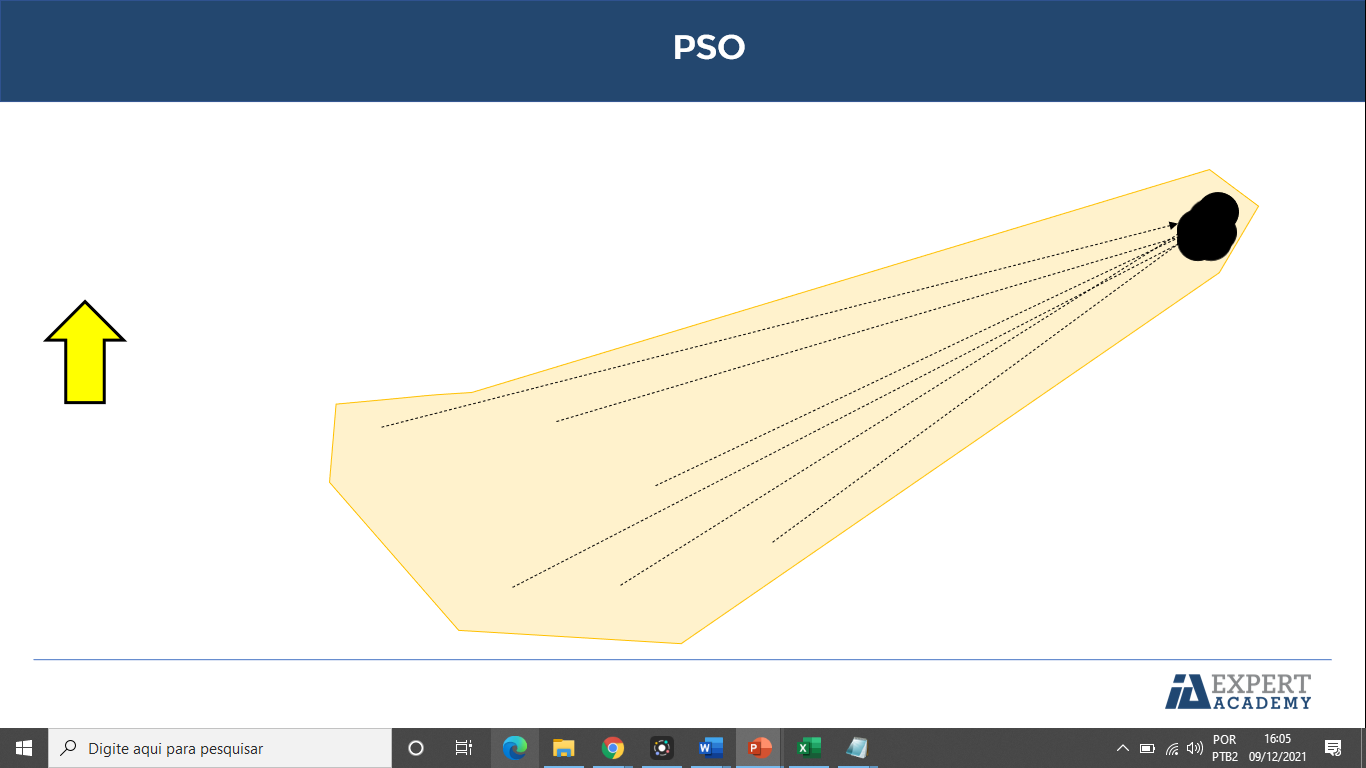 PSO
EXPERT
ACADEMY
Digite aqui para pesquisar
POR
PTB2
16:05
09/12/2021